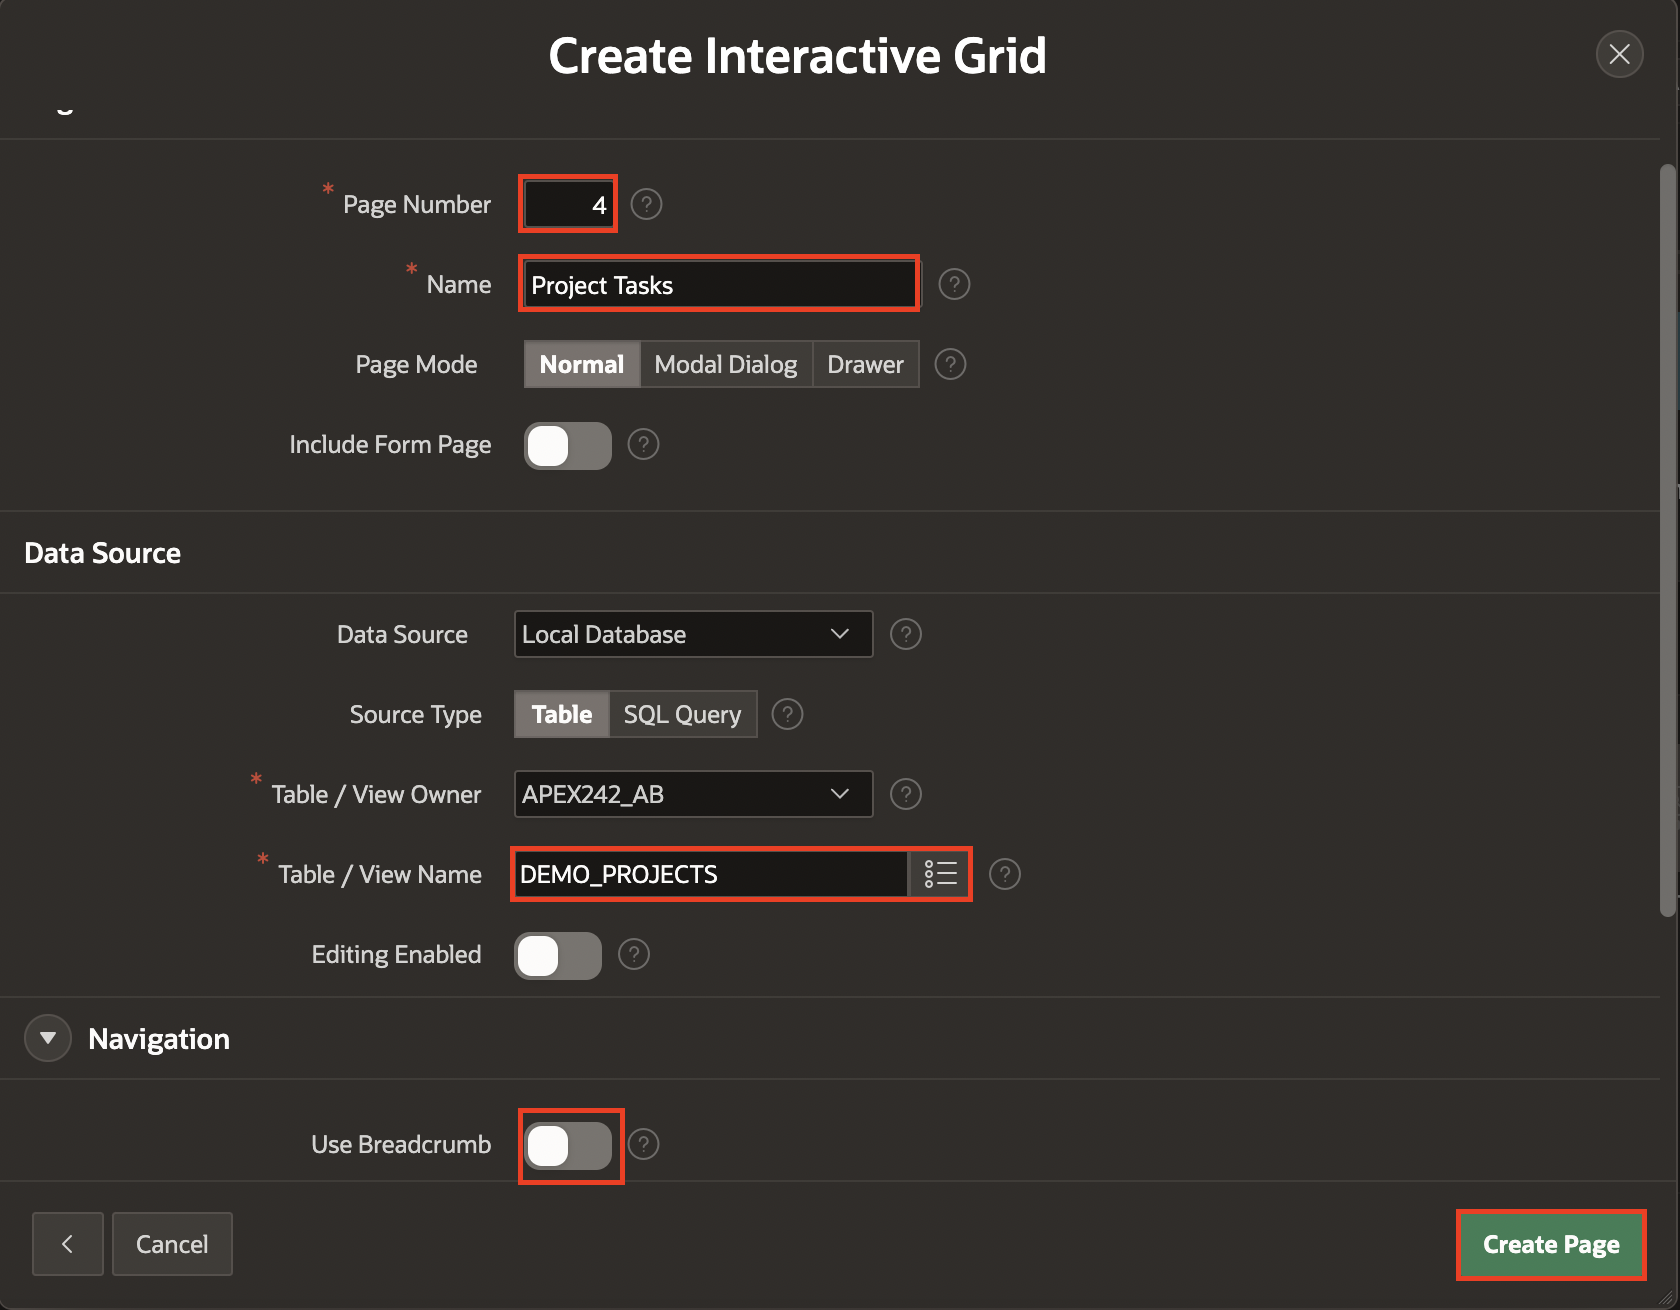 Create Interactive Grid
* Page Number 4 ?
* Name Project Tasks ?
Page Mode Normal Modal Dialog Drawer ?
Include Form Page ?
Data Source
Data Source Local Database ?
Source Type Table SQL Query ?
* Table / View Owner APEX242_AB ?
* Table / View Name DEMO_PROJECTS ?
Editing Enabled ?
Navigation
Use Breadcrumb ?
Cancel Create Page